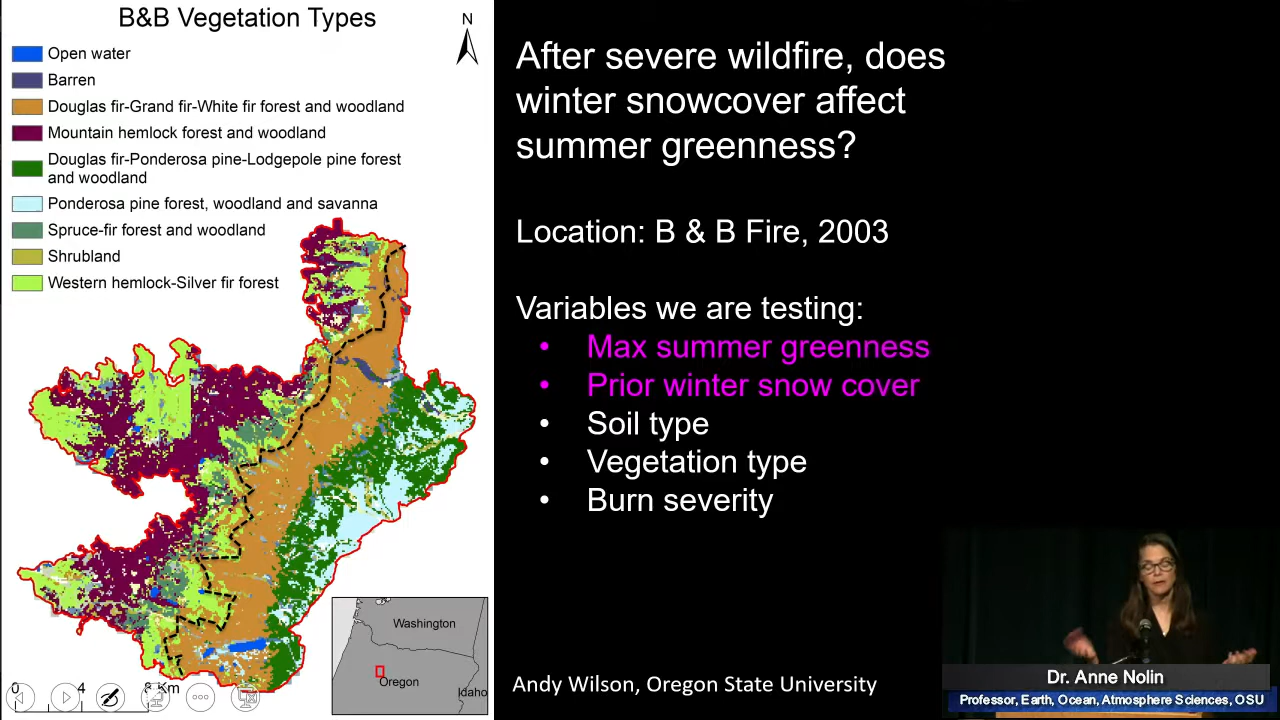 B&B Vegetation Types
N
Open water
Barren
Douglas fir-Grand fir-White fir forest and woodland
Mountain hemlock forest and woodland
Douglas fir-Ponderosa pine-Lodgepole pine forest
and woodland
Ponderosa pine forest, woodland and savanna
Spruce-fir forest and woodland
Shrubland
Western hemlock-Silver fir forest
0 4 8 Km
Washington
Oregon
Idaho
After severe wildfire, does
winter snowcover affect
summer greenness?
Location: B & B Fire, 2003
Variables we are testing:
• Max summer greenness
• Prior winter snow cover
• Soil type
• Vegetation type
• Burn severity
Andy Wilson, Oregon State University
Dr. Anne Nolin
Professor, Earth, Ocean, Atmosphere Sciences, OSU